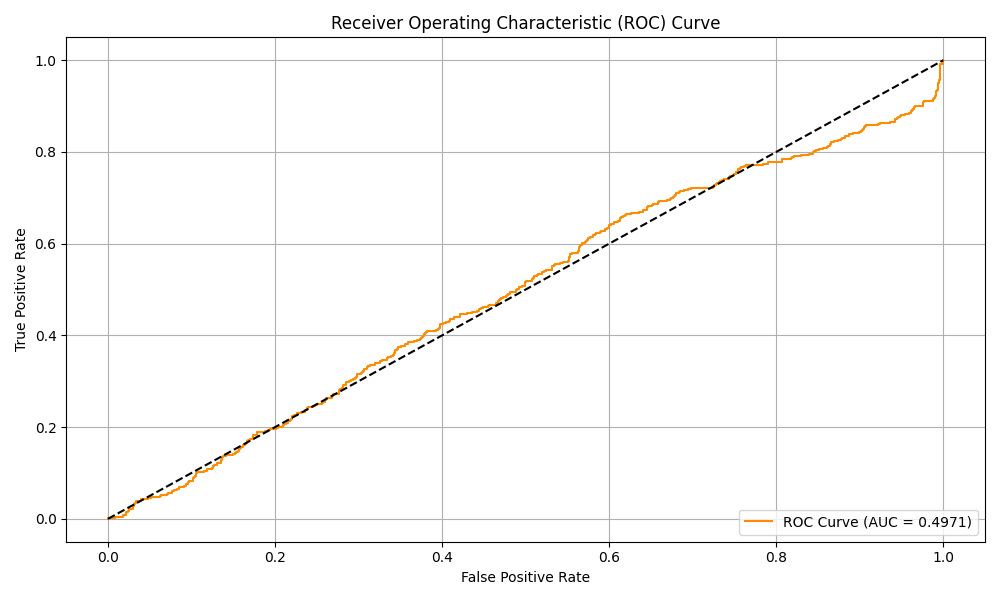 Receiver Operating Characteristic (ROC) Curve
True Positive Rate
1.0
0.8
0.6
0.4
0.2
0.0
0.0 0.2 0.4 0.6 0.8 1.0
False Positive Rate
ROC Curve (AUC = 0.4971)